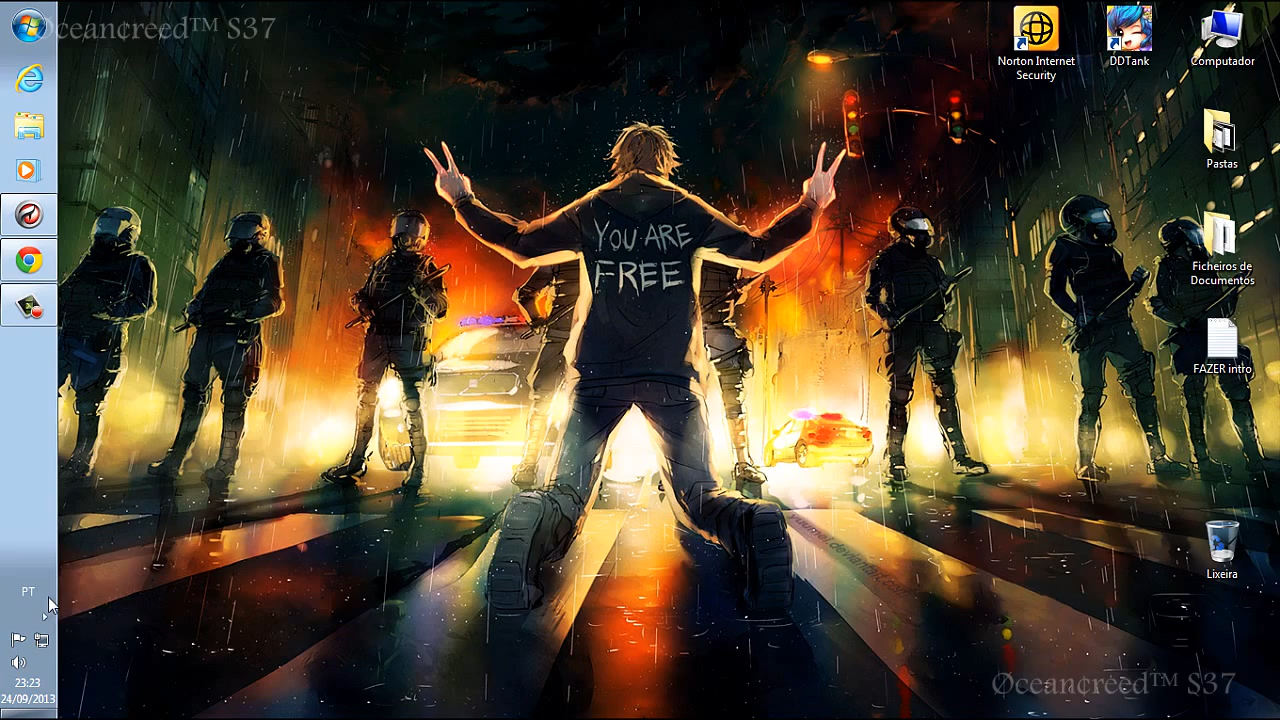 Øceancreed™ S37
Norton Internet
Security
DDTank
Computador
Pastas
YOU ARE
FREE
Ficheiros de
Documentos
FAZER intro
Lixeira
PT
23:23
24/09/2013
Øceancreed™ S37